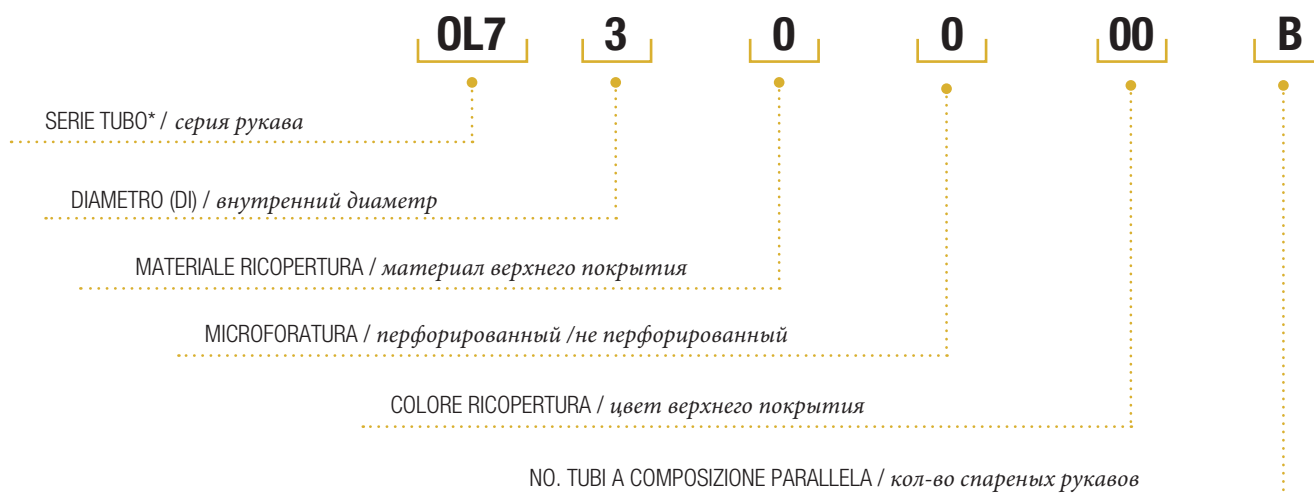 0L7 3 0 0 00 B
SERIE TUBO* / серия рукава
DIAMETRO (DI) / внутренний диаметр
MATERIALE RICOPERTURA / материал верхнего покрытия
MICROFORATURA / перфорированный /не перфорированный
COLORE RICOPERTURA / цвет верхнего покрытия
NO. TUBI A COMPOSIZIONE PARALLELA / кол-во спареных рукавов